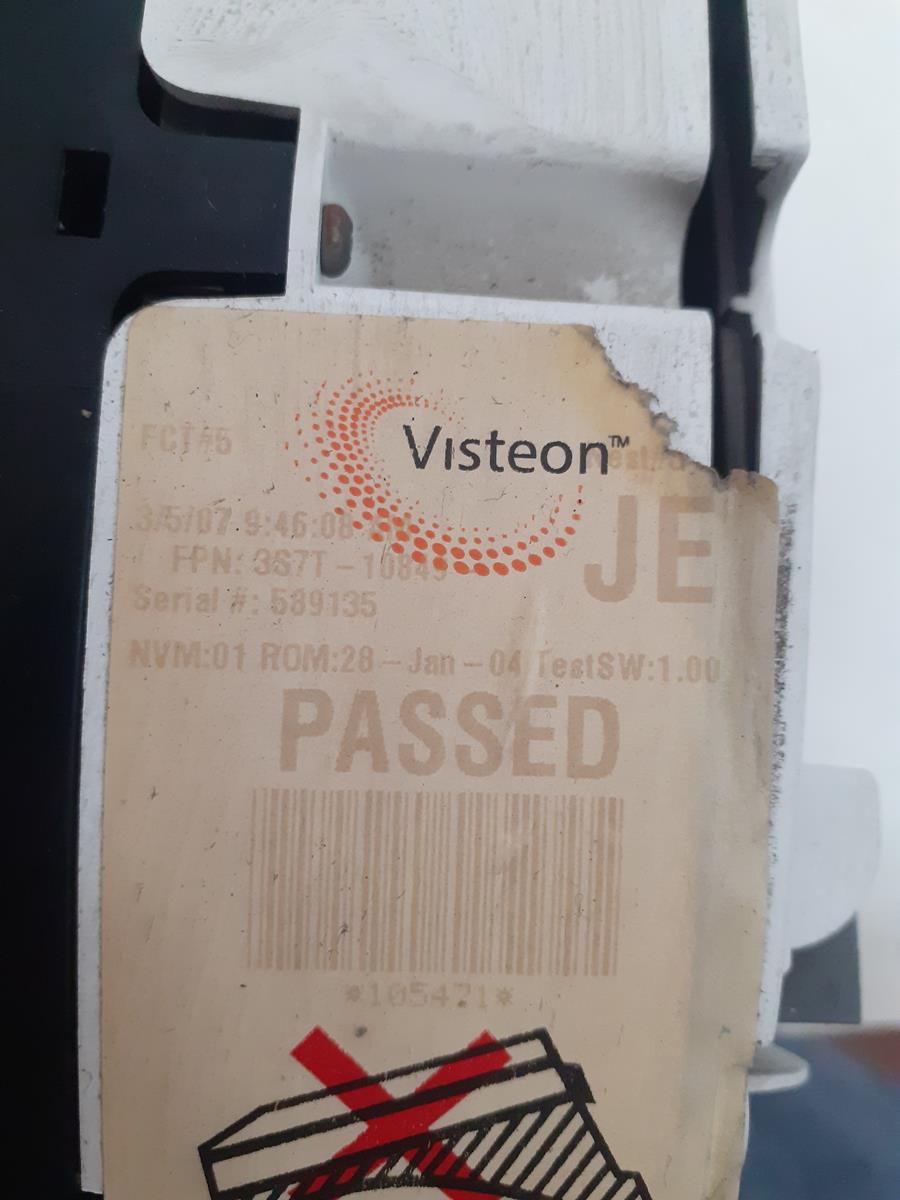 Visteon™
FCT#5
JE
3/5/07 9:46:08
FPN: 3S7T - 10849
Serial #: 589135
NVM:01 ROM:28 - Jan - 04 TestSW:1.00
PASSED
*105471*